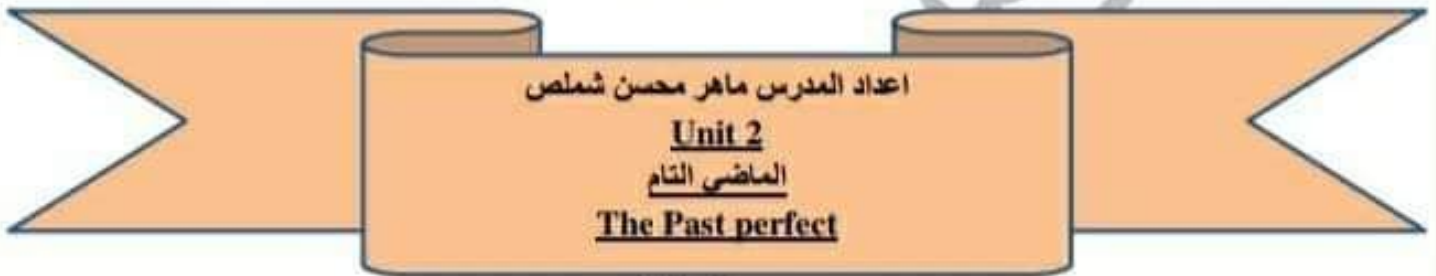 اعداد المدرس ماهر محسن شملص
Unit 2
الماضي التام
The Past perfect